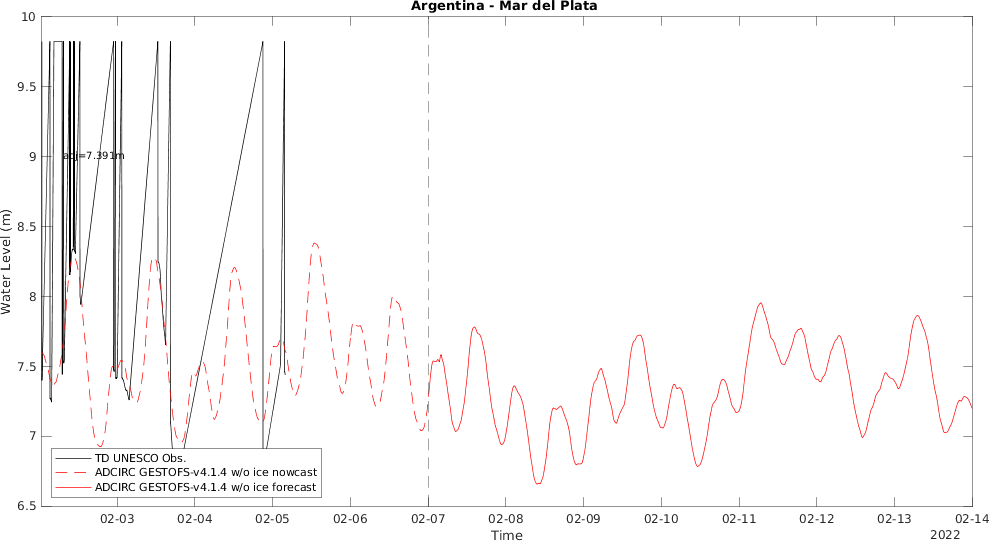 Argentina - Mar del Plata
10
9.5
9
8.5
8
7.5
7
6.5
Water Level (m)
adj=7.391m
TD UNESCO Obs.
ADCIRC GESTOFS-v4.1.4 w/o ice nowcast
ADCIRC GESTOFS-v4.1.4 w/o ice forecast
02-03 02-04 02-05 02-07 02-08 02-09 02-10 02-11 02-12 02-13 02-14
Time
2022